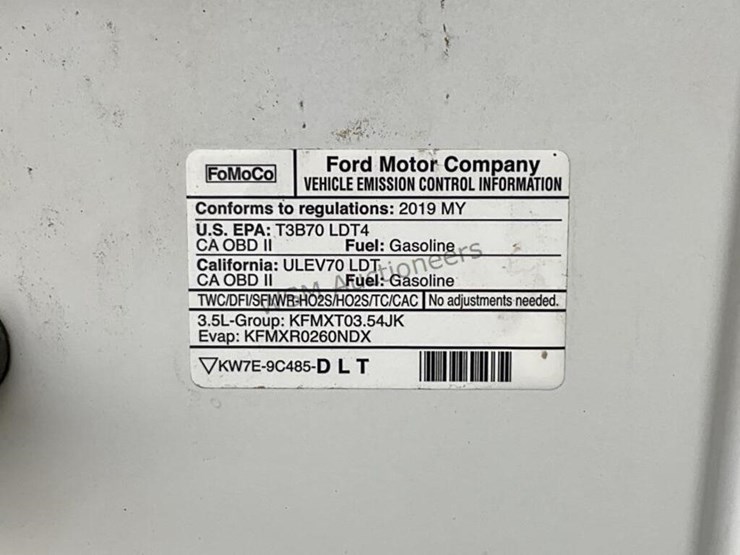 FoMoCo
Ford Motor Company
VEHICLE EMISSION CONTROL INFORMATION
Conforms to regulations: 2019 MY
U.S. EPA: T3B70 LDT4
CA OBD II Fuel: Gasoline
California: ULEV70 LDT
CA OBD II Fuel: Gasoline
TWC/DFI/SFI/WR-HO2S/HO2S/TC/CAC No adjustments needed.
3.5L-Group: KFMXT03.54JK
Evap: KFMXR0260NDX
▽KW7E-9C485-D L T
Auctioneers